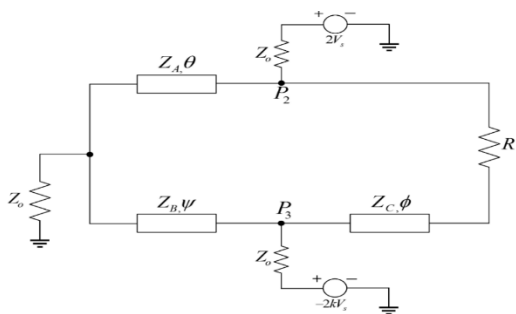 + −
Z_o 2V_s
Z_A,θ
P_2
R
Z_o
Z_B,ψ P_3 Z_C,ϕ
Z_o + −
−2kV_s